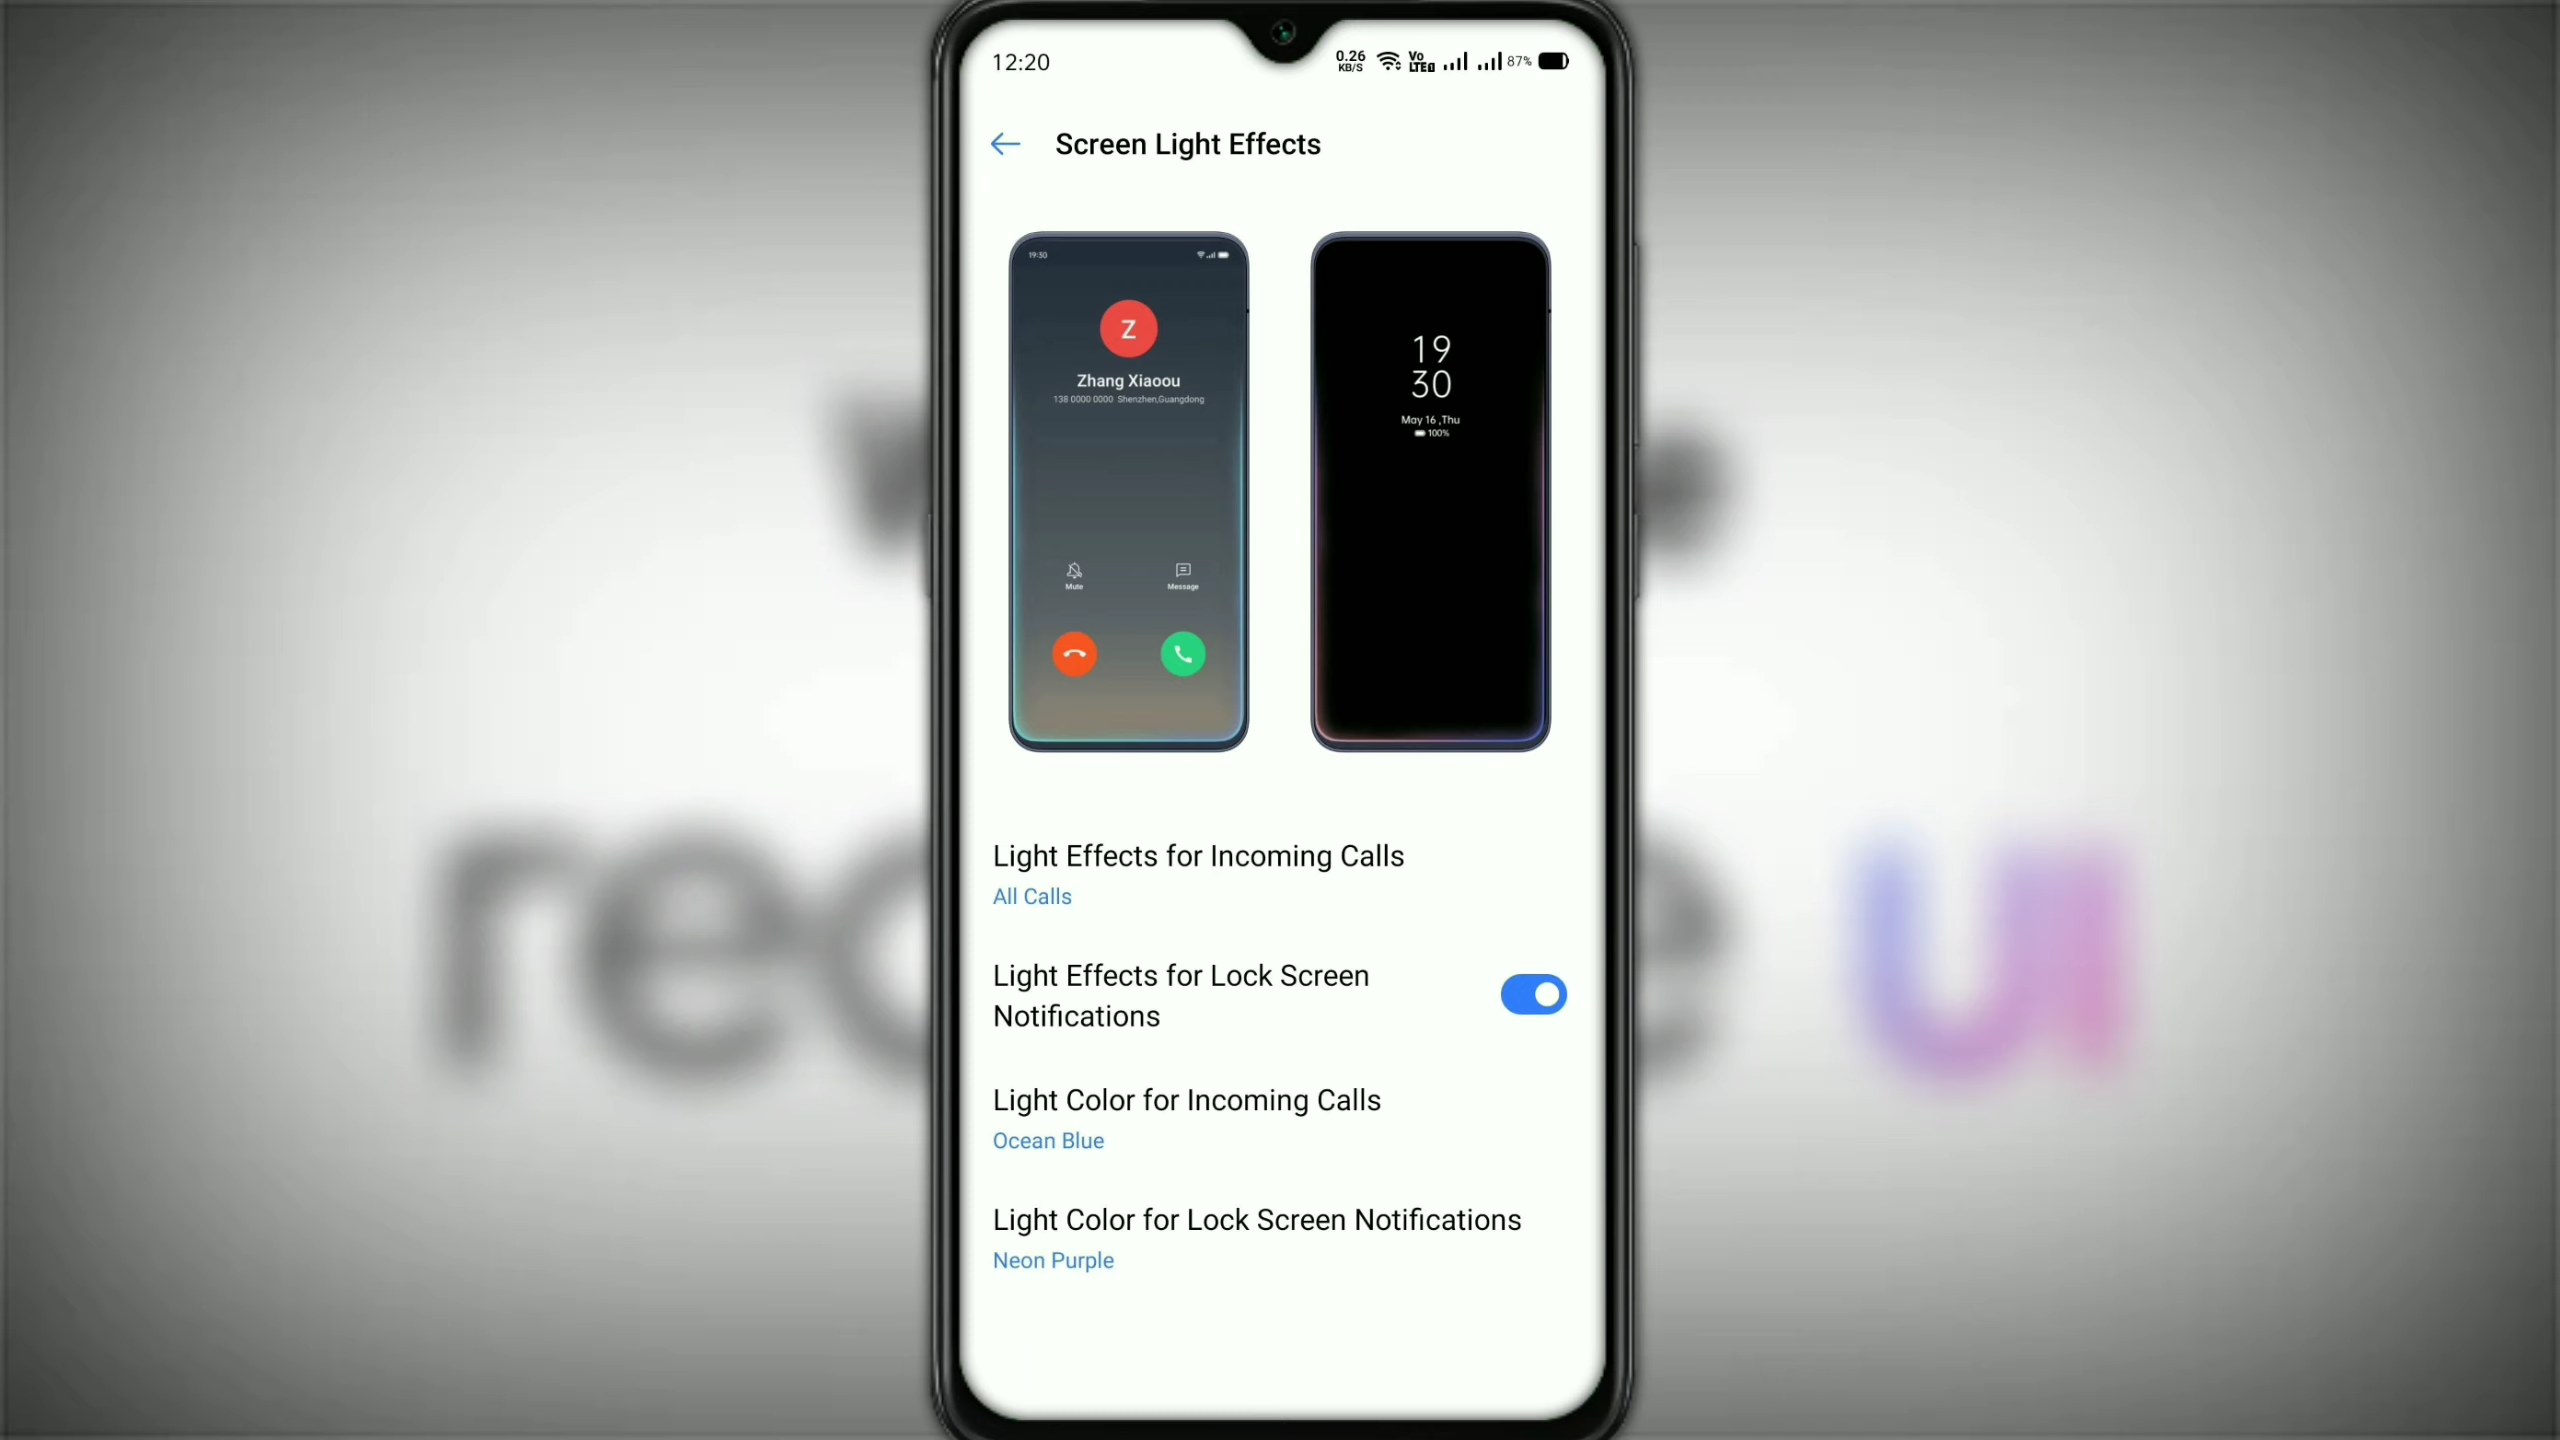 12:20
0.26
KB/S
Vo
LTE1
87%
Screen Light Effects
19:30
Z
Zhang Xiaoou
138 0000 0000 Shenzhen,Guangdong
Mute
Message
19
30
May 16 ,Thu
100%
Light Effects for Incoming Calls
All Calls
Light Effects for Lock Screen
Notifications
Light Color for Incoming Calls
Ocean Blue
Light Color for Lock Screen Notifications
Neon Purple